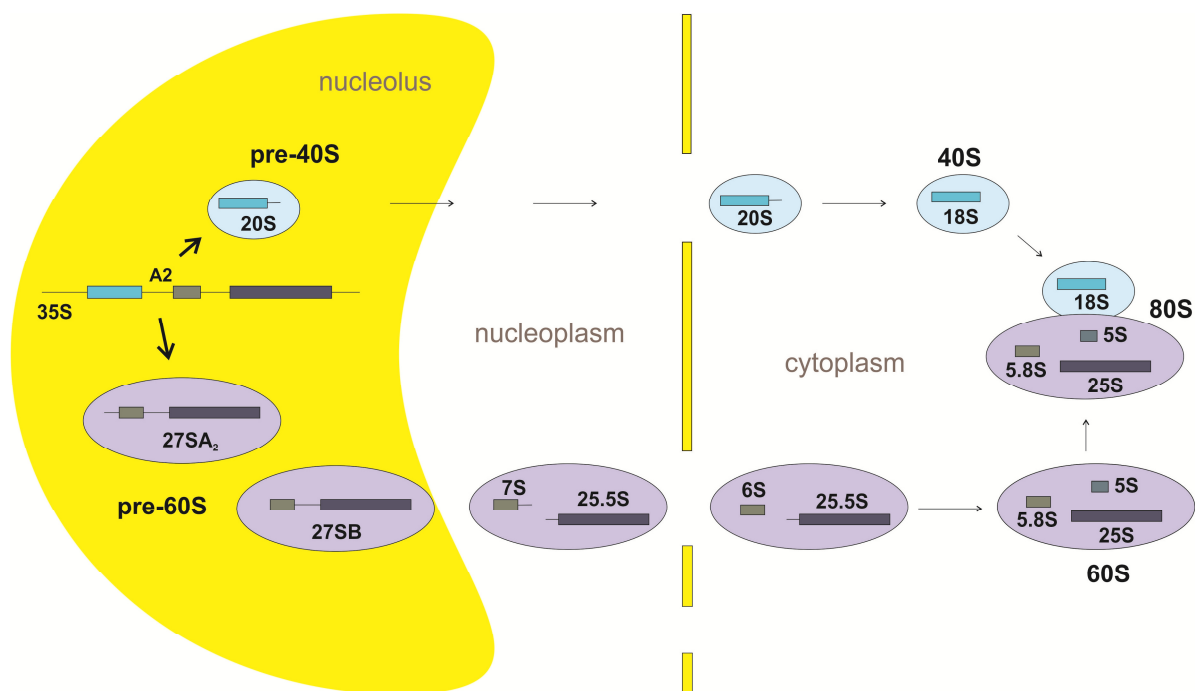 nucleolus
pre-40S
20S
A2
35S
27SA₂
pre-60S
27SB
nucleoplasm
7S
25.5S
20S
40S
18S
cytoplasm
18S
80S
5S
5.8S
25S
6S
25.5S
5S
5.8S
25S
60S